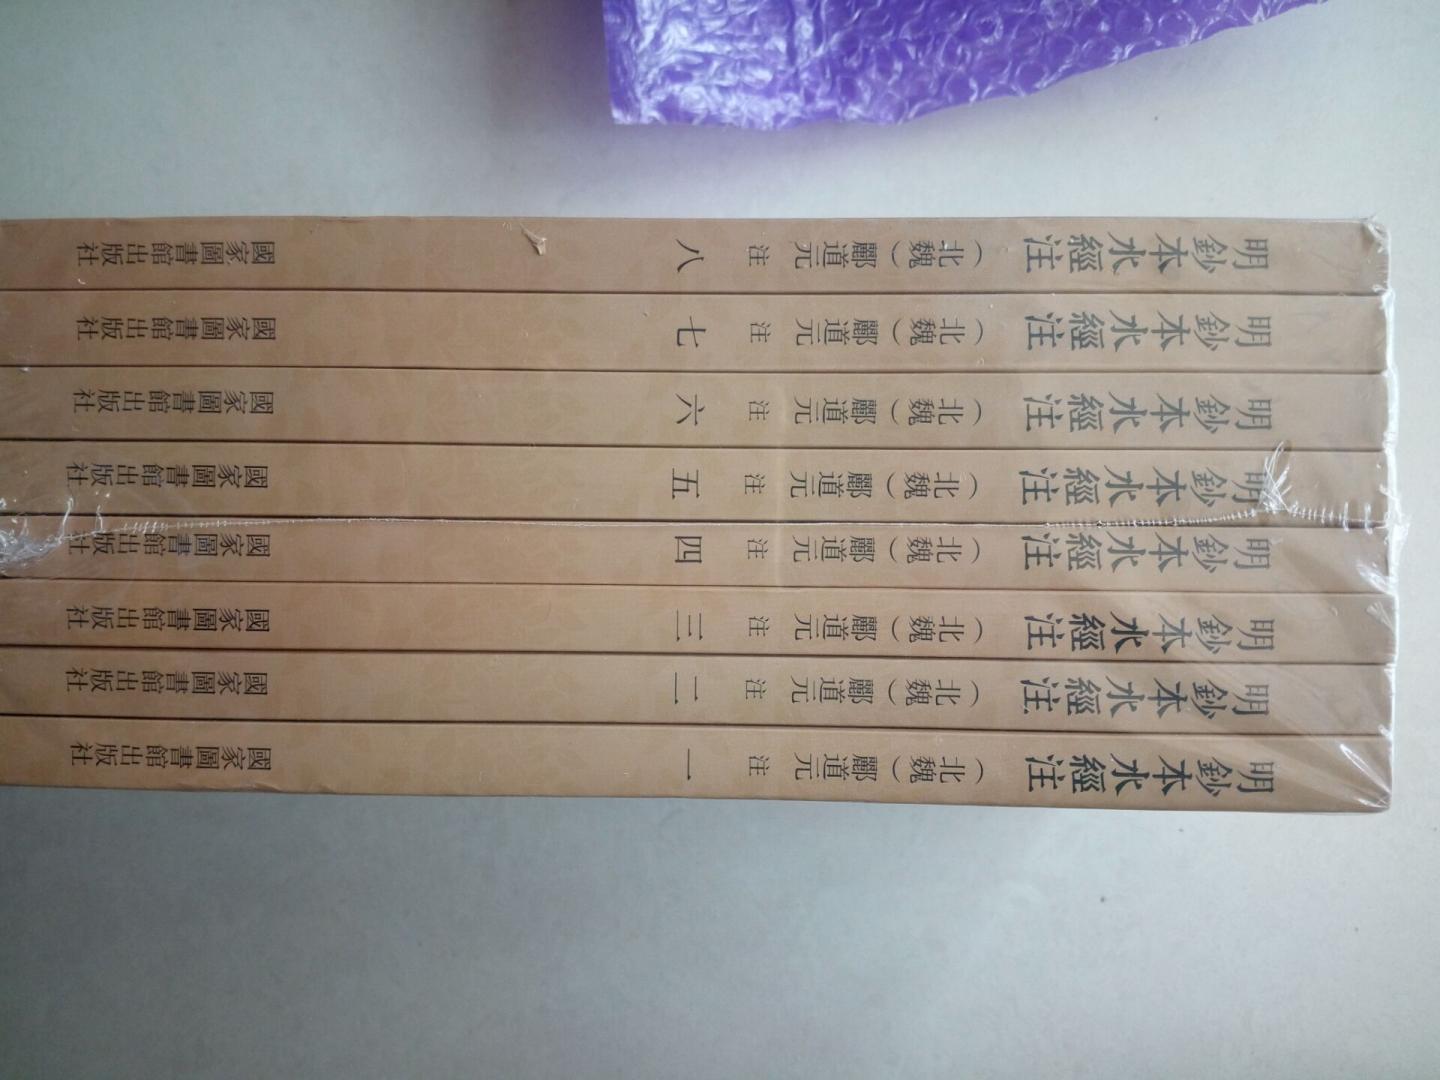 明鈔本水經注 （北魏）酈道元 注 八 國家圖書館出版社
明鈔本水經注 （北魏）酈道元 注 七 國家圖書館出版社
明鈔本水經注 （北魏）酈道元 注 六 國家圖書館出版社
明鈔本水經注 （北魏）酈道元 注 五 國家圖書館出版社
明鈔本水經注 （北魏）酈道元 注 四 國家圖書館出版社
明鈔本水經注 （北魏）酈道元 注 三 國家圖書館出版社
明鈔本水經注 （北魏）酈道元 注 二 國家圖書館出版社
明鈔本水經注 （北魏）酈道元 注 一 國家圖書館出版社